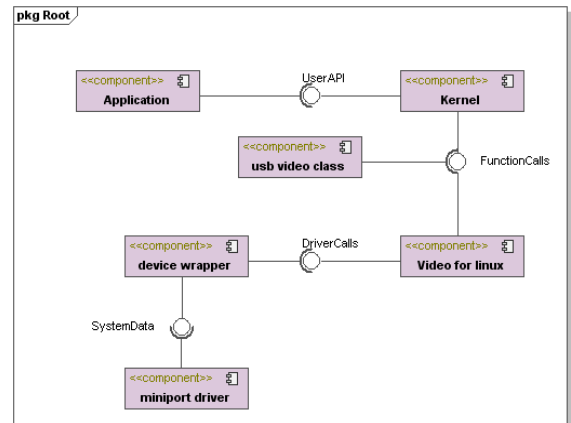 pkg Root
<<component>>
Application
UserAPI
<<component>>
Kernel
<<component>>
usb video class
FunctionCalls
<<component>>
device wrapper
DriverCalls
<<component>>
Video for linux
SystemData
<<component>>
miniport driver